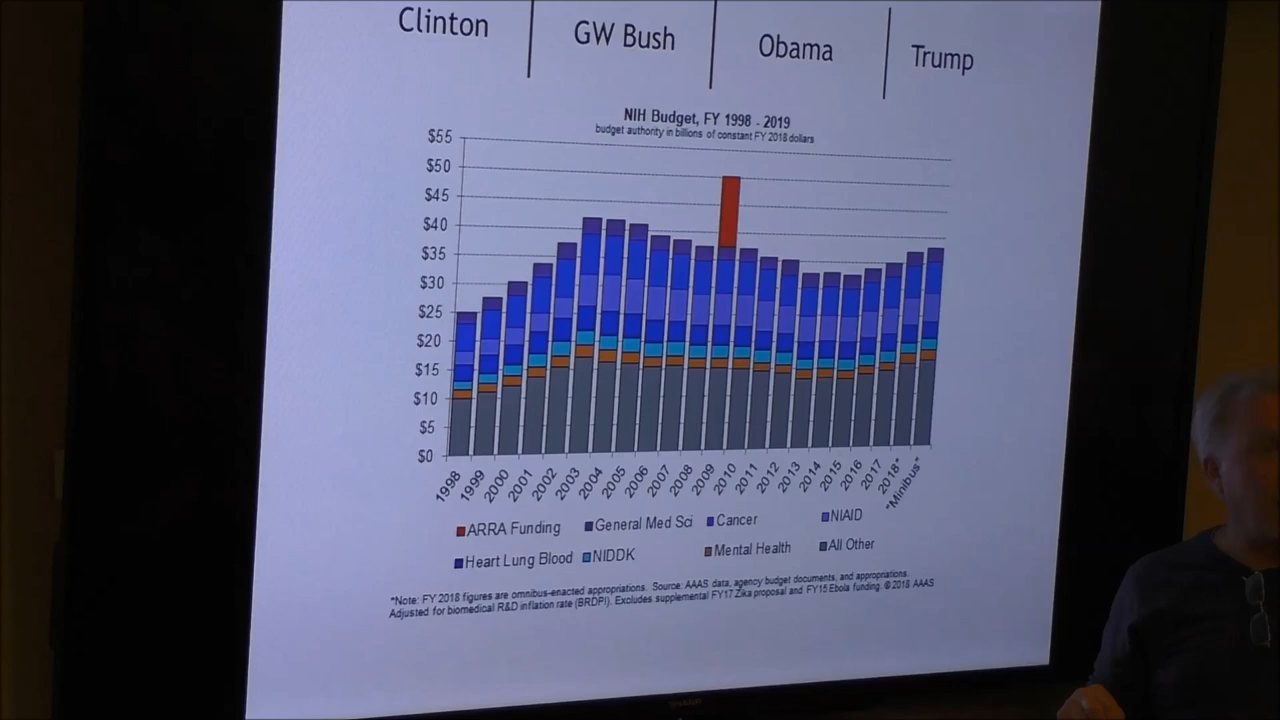 Clinton
GW Bush
Obama
Trump
NIH Budget, FY 1998 - 2019
budget authority in billions of constant FY 2018 dollars
$55
$50
$45
$40
$35
$30
$25
$20
$15
$10
$5
$0
1998
1999
2000
2001
2002
2003
2004
2005
2006
2007
2008
2009
2010
2011
2012
2013
2014
2015
2016
2017
2018*
*Minibus*
ARRA Funding
General Med Sci
Cancer
NIAID
Heart Lung Blood
NIDDK
Mental Health
All Other
*Note: FY 2018 figures are omnibus-enacted appropriations. Source: AAAS data, agency budget documents, and appropriations.
Adjusted for biomedical R&D inflation rate (BRDPI). Excludes supplemental FY17 Zika proposal and FY15 Ebola funding. © 2018 AAAS